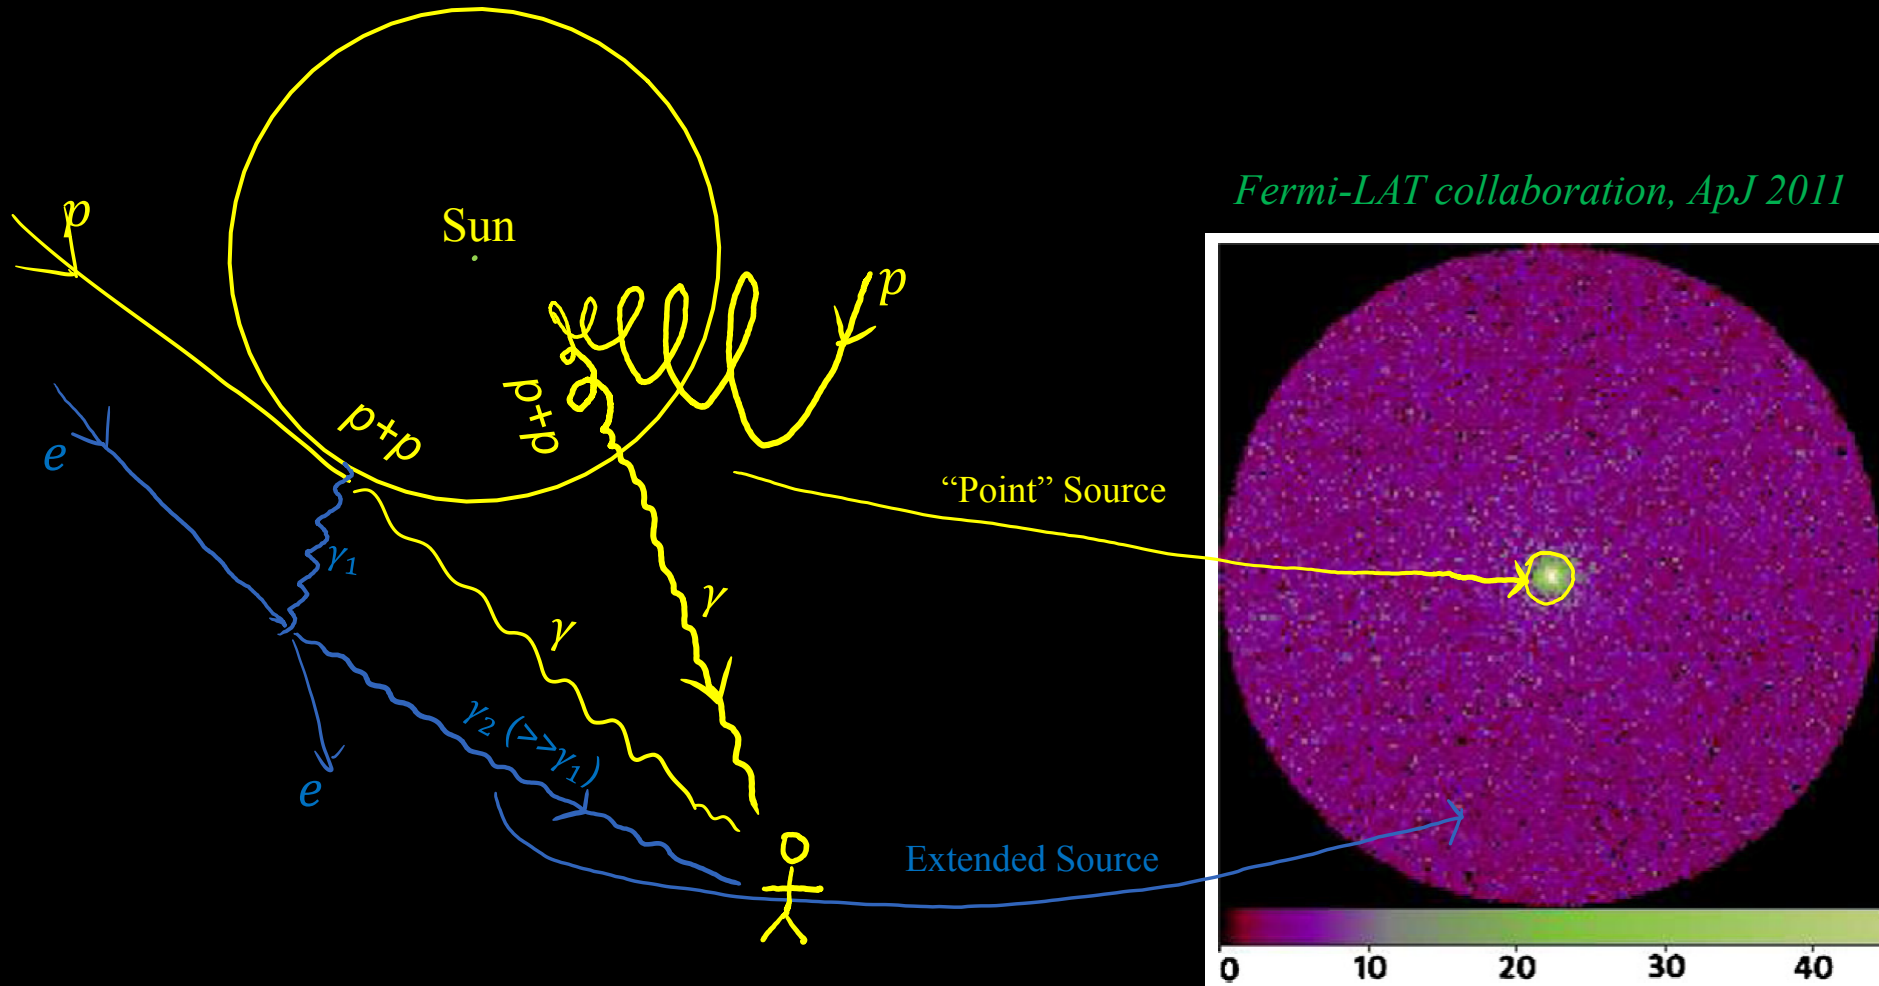 Fermi-LAT collaboration, ApJ 2011
p
Sun
p
p+p
p+p
e
“Point” Source
γ₁
γ
γ
γ₂ (>>γ₁)
e
Extended Source
0 10 20 30 40